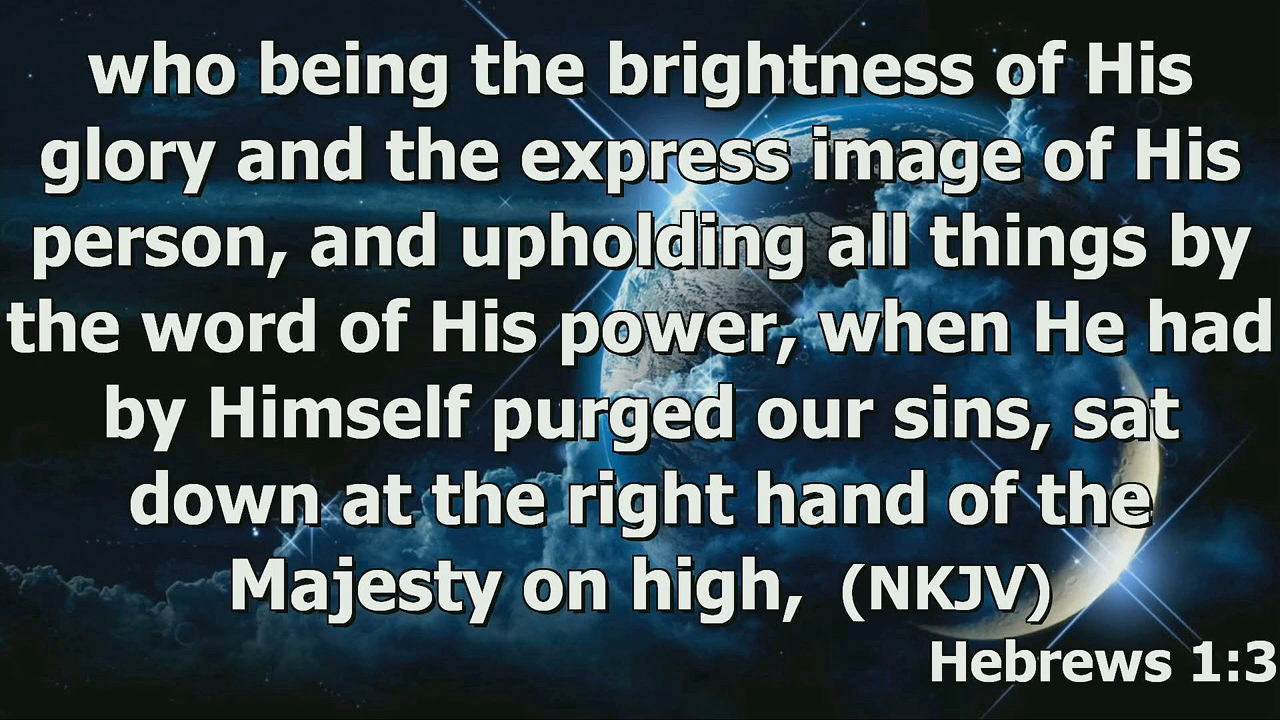 who being the brightness of His
glory and the express image of His
person, and upholding all things by
the word of His power, when He had
by Himself purged our sins, sat
down at the right hand of the
Majesty on high, (NKJV)
Hebrews 1:3